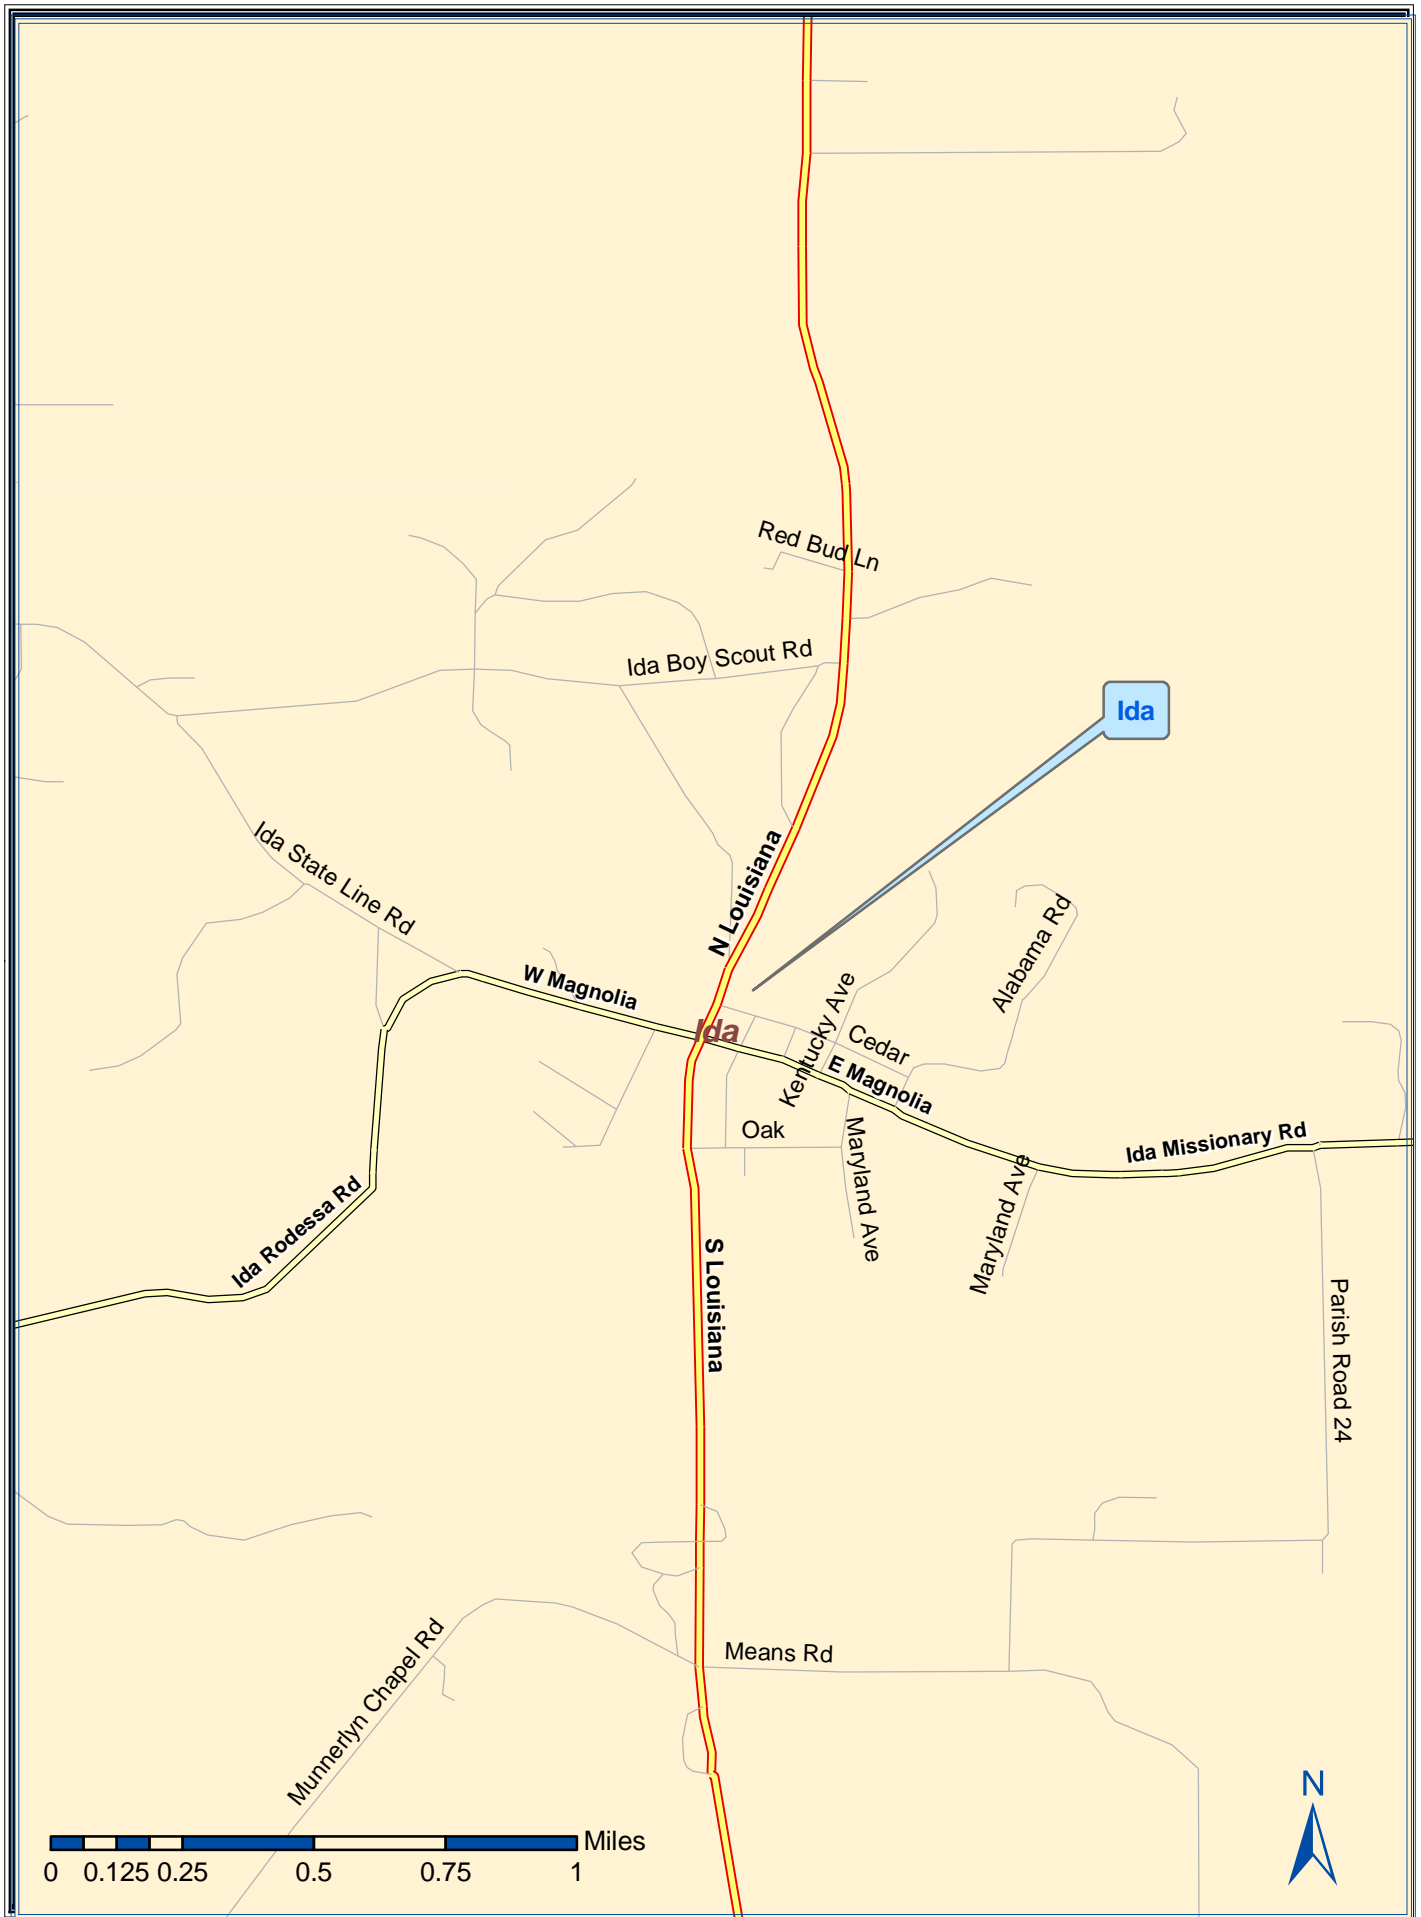 Red Bud Ln
Ida Boy Scout Rd
Ida
Ida State Line Rd
N Louisiana
W Magnolia
Alabama Rd
Kentucky Ave
Ida
Cedar
E Magnolia
Oak
Maryland Ave
Ida Missionary Rd
Maryland Ave
Ida Rodessa Rd
S Louisiana
Parish Road 24
Means Rd
Munnerlyn Chapel Rd
N
Miles
0 0.125 0.25 0.5 0.75 1